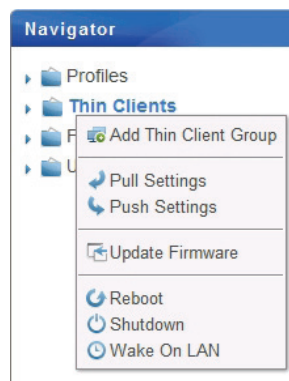 Navigator
Profiles
Thin Clients
F
Add Thin Client Group
U
Pull Settings
Push Settings
Update Firmware
Reboot
Shutdown
Wake On LAN